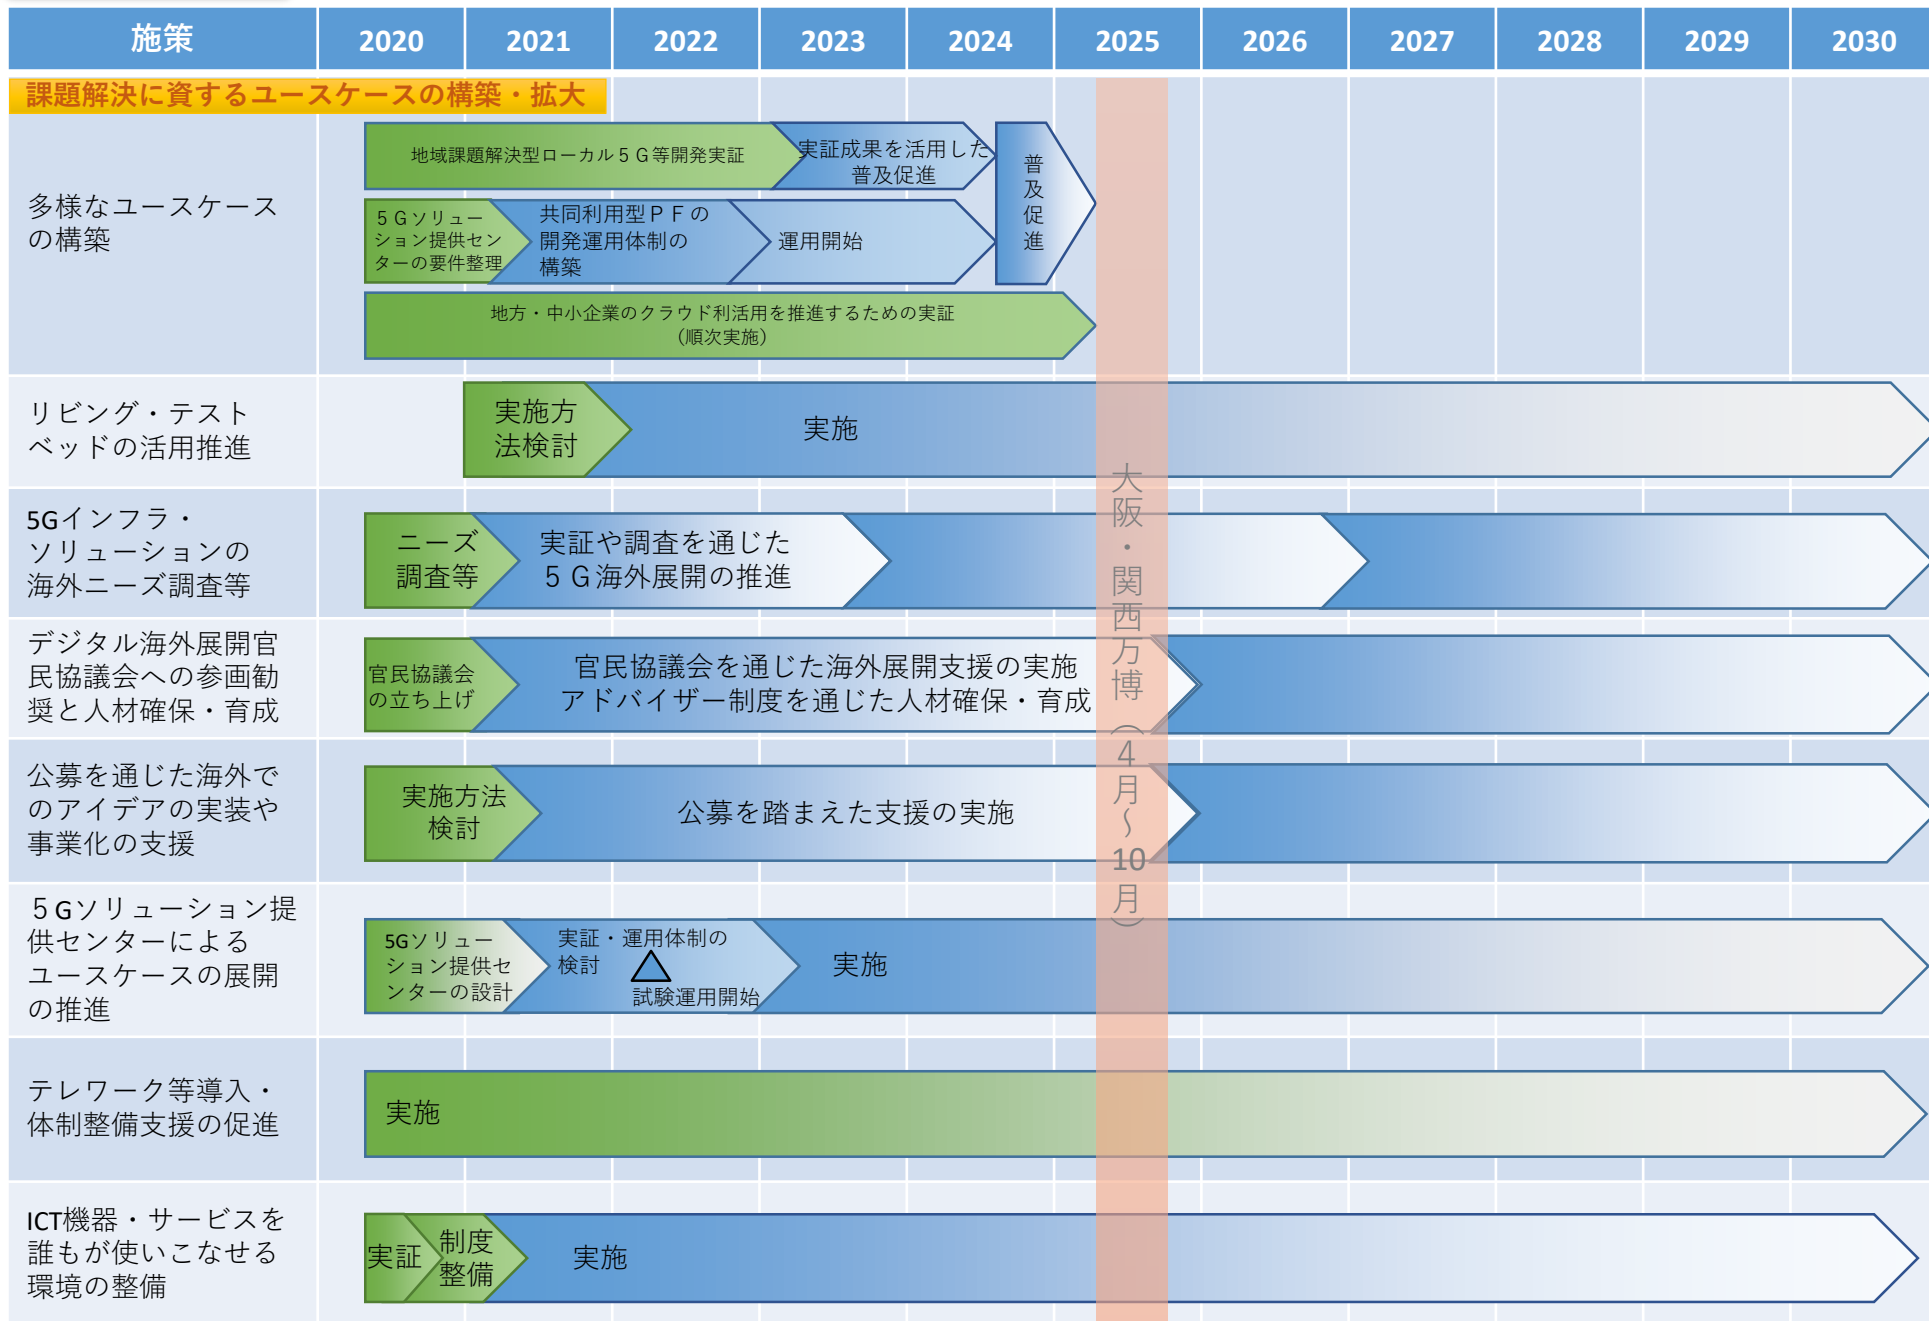 施策
2020
2021
2022
2023
2024
2025
2026
2027
2028
2029
2030
課題解決に資するユースケースの構築・拡大
多様なユースケース
の構築
地域課題解決型ローカル５Ｇ等開発実証
実証成果を活用した
普及促進
普及促進
５Ｇソリュー
ション提供セン
ターの要件整理
共同利用型ＰＦの
開発運用体制の
構築
運用開始
地方・中小企業のクラウド利活用を推進するための実証
（順次実施）
リビング・テスト
ベッドの活用推進
実施方
法検討
実施
5Gインフラ・
ソリューションの
海外ニーズ調査等
ニーズ
調査等
実証や調査を通じた
５Ｇ海外展開の推進
デジタル海外展開官
民協議会への参画勧
奨と人材確保・育成
官民協議会
の立ち上げ
官民協議会を通じた海外展開支援の実施
アドバイザー制度を通じた人材確保・育成
公募を通じた海外で
のアイデアの実装や
事業化の支援
実施方法
検討
公募を踏まえた支援の実施
５Gソリューション提
供センターによる
ユースケースの展開
の推進
5Gソリュー
ション提供セ
ンターの設計
実証・運用体制の
検討
試験運用開始
実施
テレワーク等導入・
体制整備支援の促進
実施
ICT機器・サービスを
誰もが使いこなせる
環境の整備
実証
制度
整備
実施
大阪・関西万博（４月～10月）